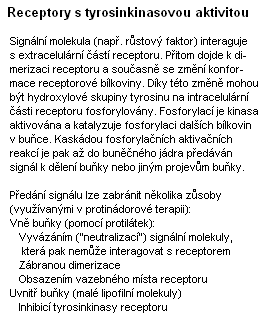 Receptory s tyrosinkinasovou aktivitou
Signální molekula (např. růstový faktor) interaguje
s extracelulární částí receptoru. Přitom dojde k di-
merizaci receptoru a současně se změní konfor-
mace receptorové bílkoviny. Díky této změně mohou
být hydroxylové skupiny tyrosinu na intracelulární
části receptoru fosforylovány. Fosforylací je kinasa
aktivována a katalyzuje fosforylaci dalších bílkovin
v buňce. Kaskádou fosforylačních aktivačních
reakcí je pak až do buněčného jádra předáván
signál k dělení buňky nebo jiným projevům buňky.
Předání signálu lze zabránit několika způsoby
(využívanými v protinádorové terapii):
Vně buňky (pomocí protilátek):
Vyvázáním ("neutralizací") signální molekuly,
která pak nemůže interagovat s receptorem
Zábranou dimerizace
Obsazením vazebného místa receptoru
Uvnitř buňky (malé lipofilní molekuly)
Inhibicí tyrosinkinasy receptoru